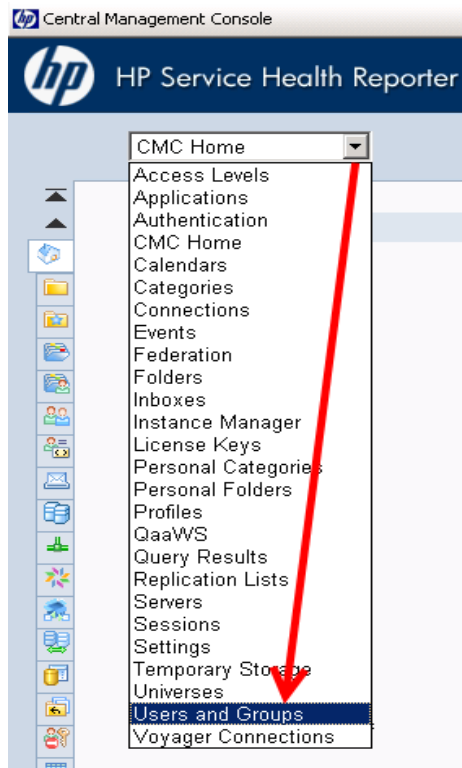 Central Management Console
hp HP Service Health Reporter
CMC Home
Access Levels
Applications
Authentication
CMC Home
Calendars
Categories
Connections
Events
Federation
Folders
Inboxes
Instance Manager
License Keys
Personal Categories
Personal Folders
Profiles
QaaWS
Query Results
Replication Lists
Servers
Sessions
Settings
Temporary Storage
Universes
Users and Groups
Voyager Connections